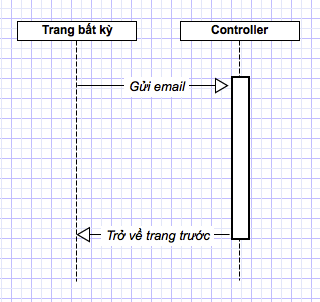 Trang bất kỳ
Controller
Gửi email
Trở về trang trước